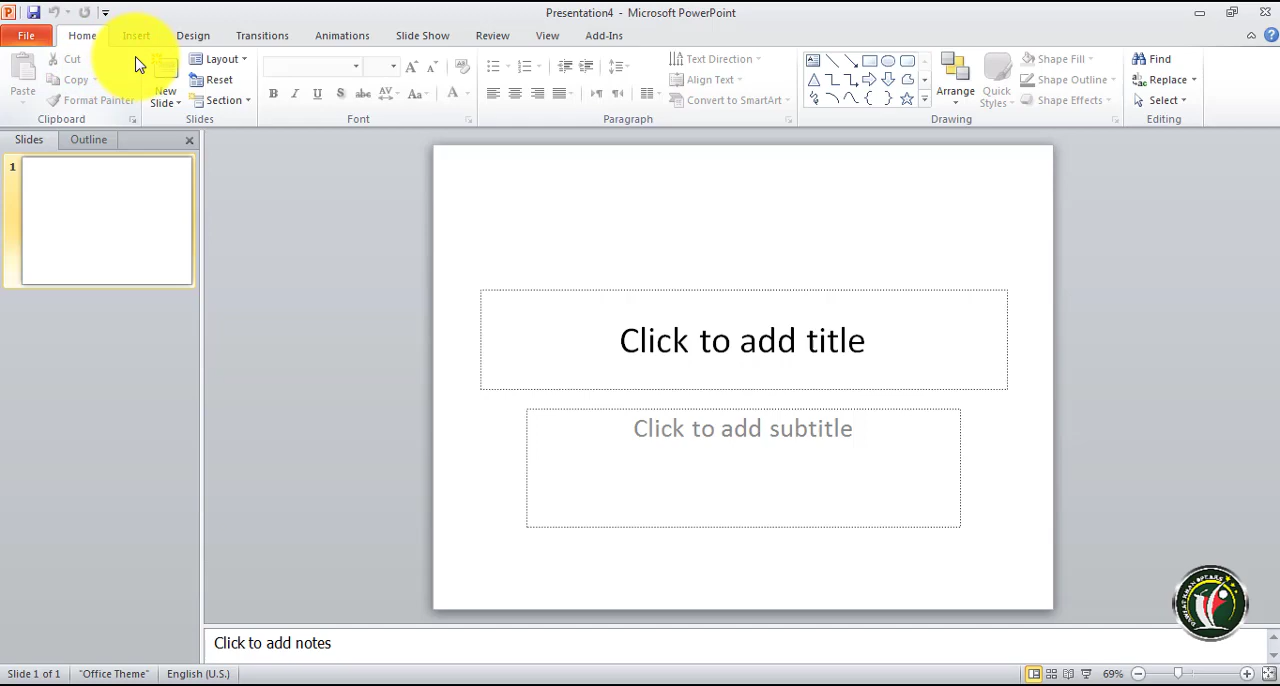 Presentation4 - Microsoft PowerPoint
File Home Insert Design Transitions Animations Slide Show Review View Add-Ins
Paste
Cut
Copy
Format Painter
Clipboard
New
Slide
Layout
Reset
Section
Slides
Font
Text Direction
Align Text
Convert to SmartArt
Paragraph
Arrange
Quick
Styles
Shape Fill
Shape Outline
Shape Effects
Drawing
Find
Replace
Select
Editing
Slides Outline
1
Click to add title
Click to add subtitle
Click to add notes
Slide 1 of 1 "Office Theme" English (U.S.) 69%